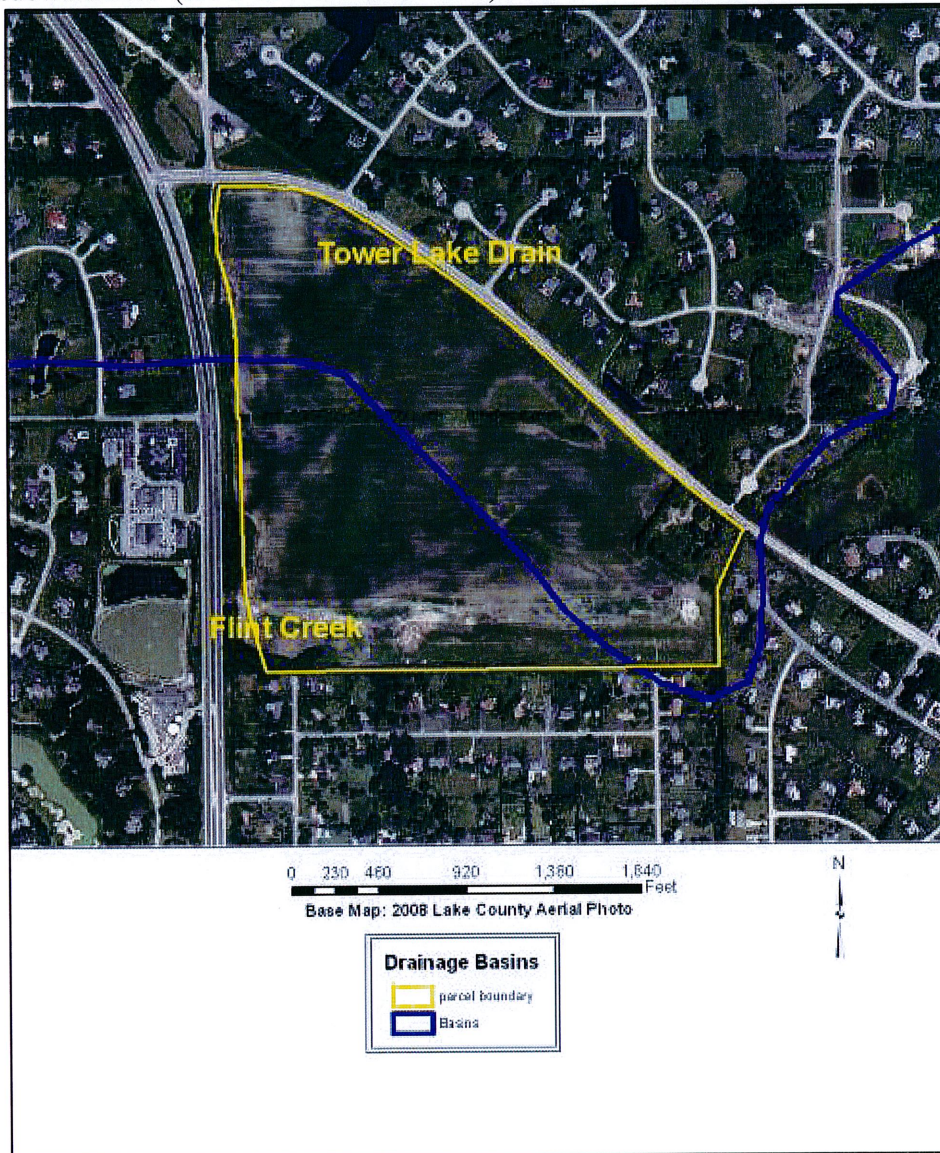 Tower Lake Drain
Flint Creek
0 230 460 920 1,380 1,840
Feet
Base Map: 2008 Lake County Aerial Photo
N
Drainage Basins
parcel boundary
Basins